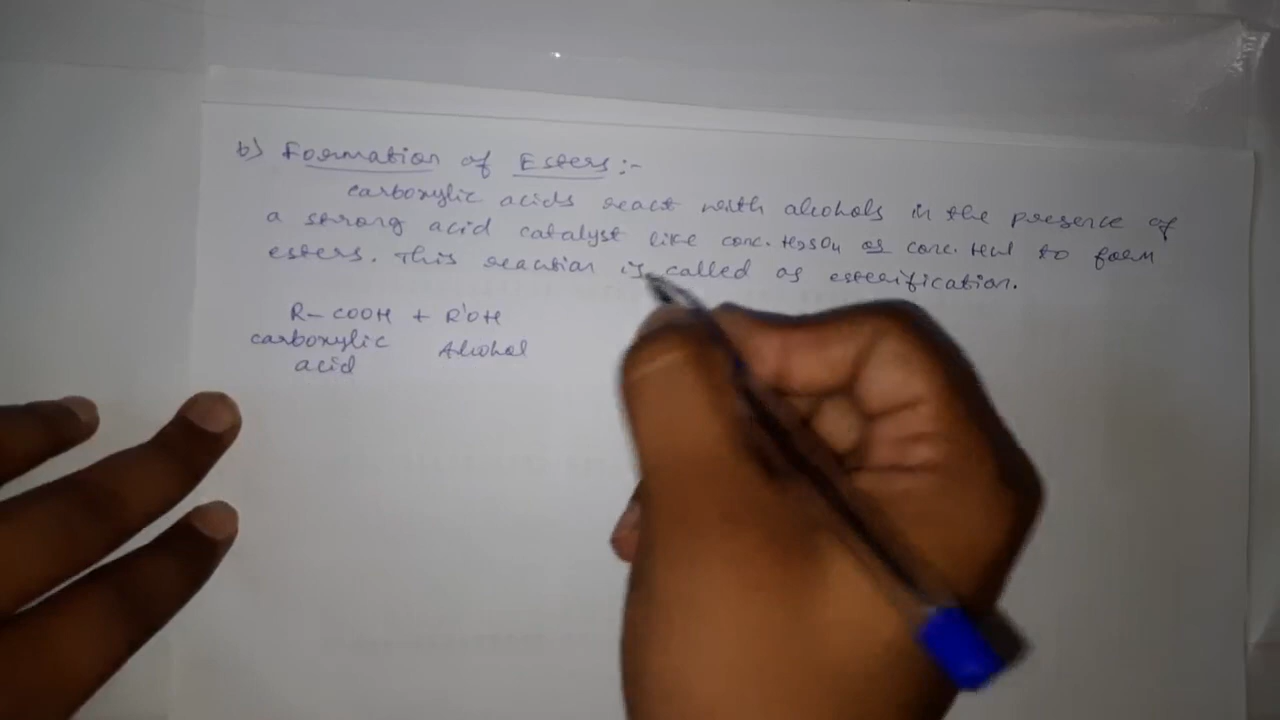 b) Formation of Esters:-
carboxylic acids react with alcohols in the presence of
a strong acid catalyst like conc. H2SO4 or conc. HCl to form
esters. This reaction is called as esterification.
R- COOH + R'OH
carboxylic Alcohol
acid